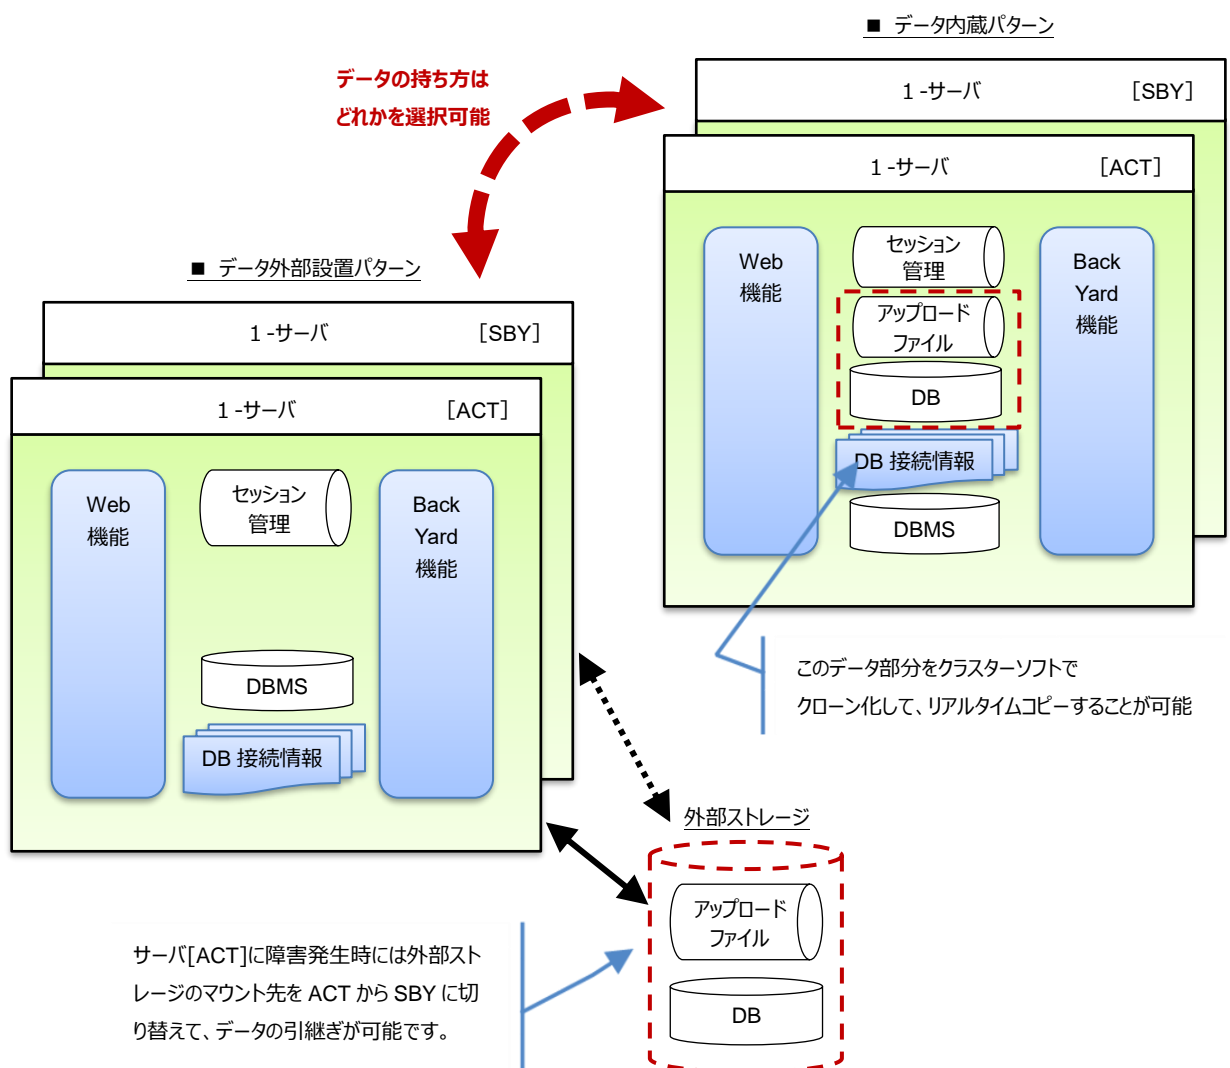 ■ データ内蔵パターン
データの持ち方は
どれかを選択可能
1-サーバ [SBY]
1-サーバ [ACT]
Web
機能
セッション
管理
アップロード
ファイル
DB
DB 接続情報
DBMS
Back
Yard
機能
このデータ部分をクラスターソフトで
クローン化して、リアルタイムコピーすることが可能
■ データ外部設置パターン
1-サーバ [SBY]
1-サーバ [ACT]
Web
機能
セッション
管理
DBMS
DB 接続情報
Back
Yard
機能
外部ストレージ
アップロード
ファイル
DB
サーバ[ACT]に障害発生時には外部スト
レージのマウント先を ACT から SBY に切
り替えて、データの引継ぎが可能です。